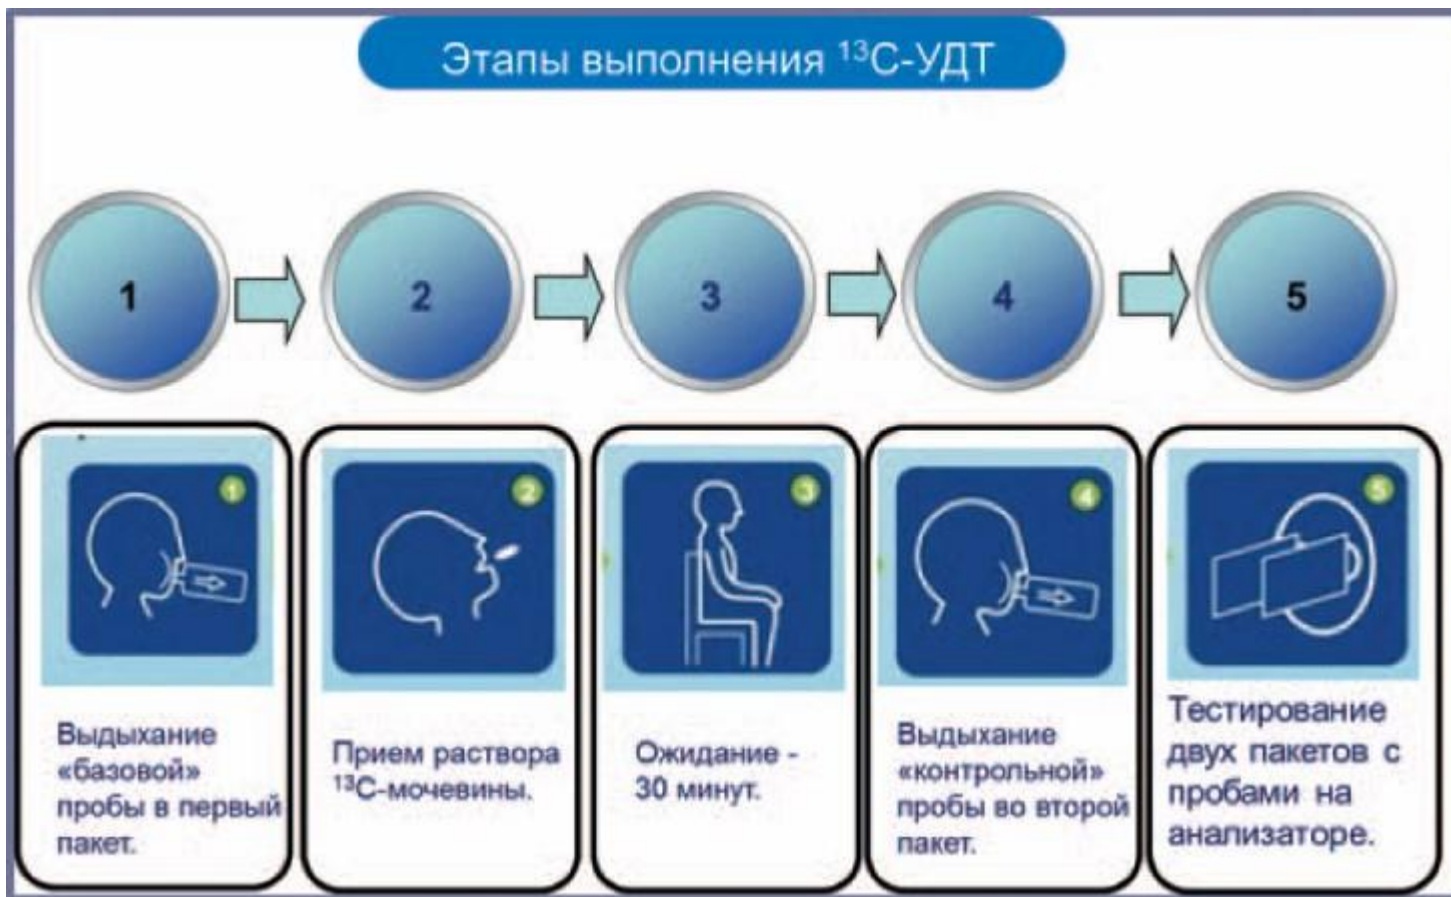 Этапы выполнения ¹³С-УДТ
1
2
3
4
5
1
2
3
4
5
Выдыхание
«базовой»
пробы в первый
пакет.
Прием раствора
¹³С-мочевины.
Ожидание -
30 минут.
Выдыхание
«контрольной»
пробы во второй
пакет.
Тестирование
двух пакетов с
пробами на
анализаторе.